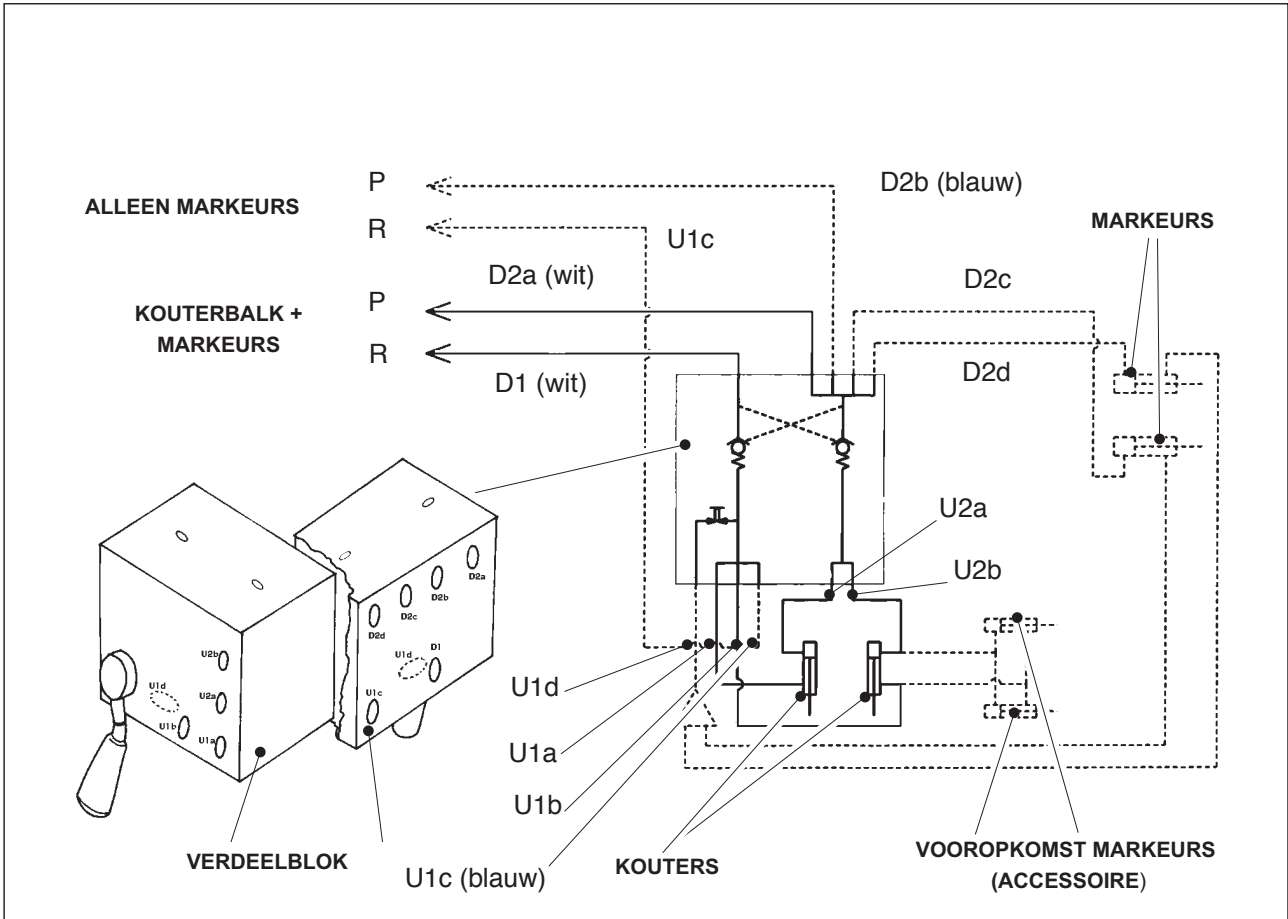 ALLEEN MARKEURS
P
R
KOUTERBALK +
MARKEURS
P
R
D2b (blauw)
U1c
D2a (wit)
D1 (wit)
D2c
D2d
MARKEURS
U2a
U2b
D2a
D2b
D2c
D2d
U1d
D1
U1c
U2b
U1d
U2a
U1b
U1a
U1d
U1a
U1b
U1c (blauw)
VERDEELBLOK
KOUTERS
VOOROPKOMST MARKEURS
(ACCESSOIRE)